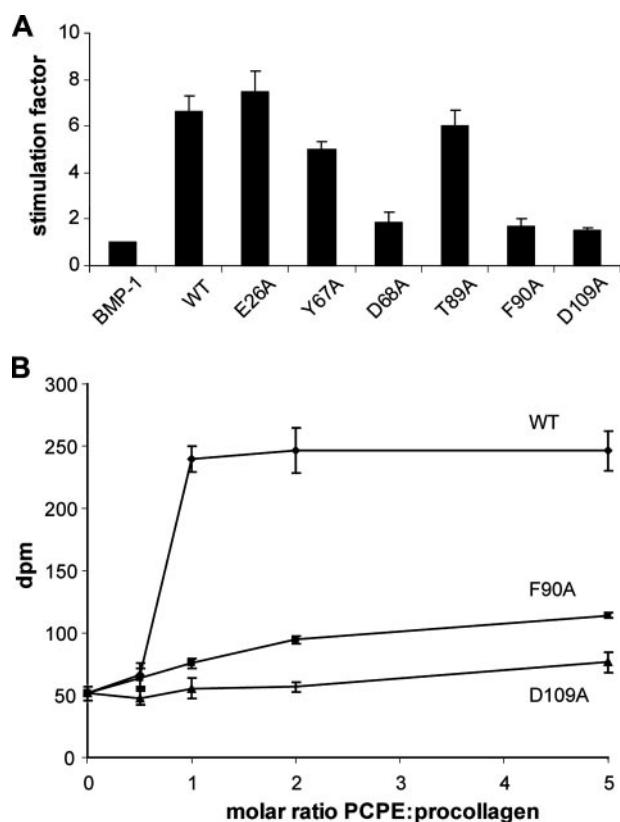 A
stimulation factor
10
8
6
4
2
0
BMP-1
WT
E26A
Y67A
D68A
T89A
F90A
D109A
B
dpm
300
250
200
150
100
50
0
WT
F90A
D109A
0
1
2
3
4
5
molar ratio PCPE:procollagen